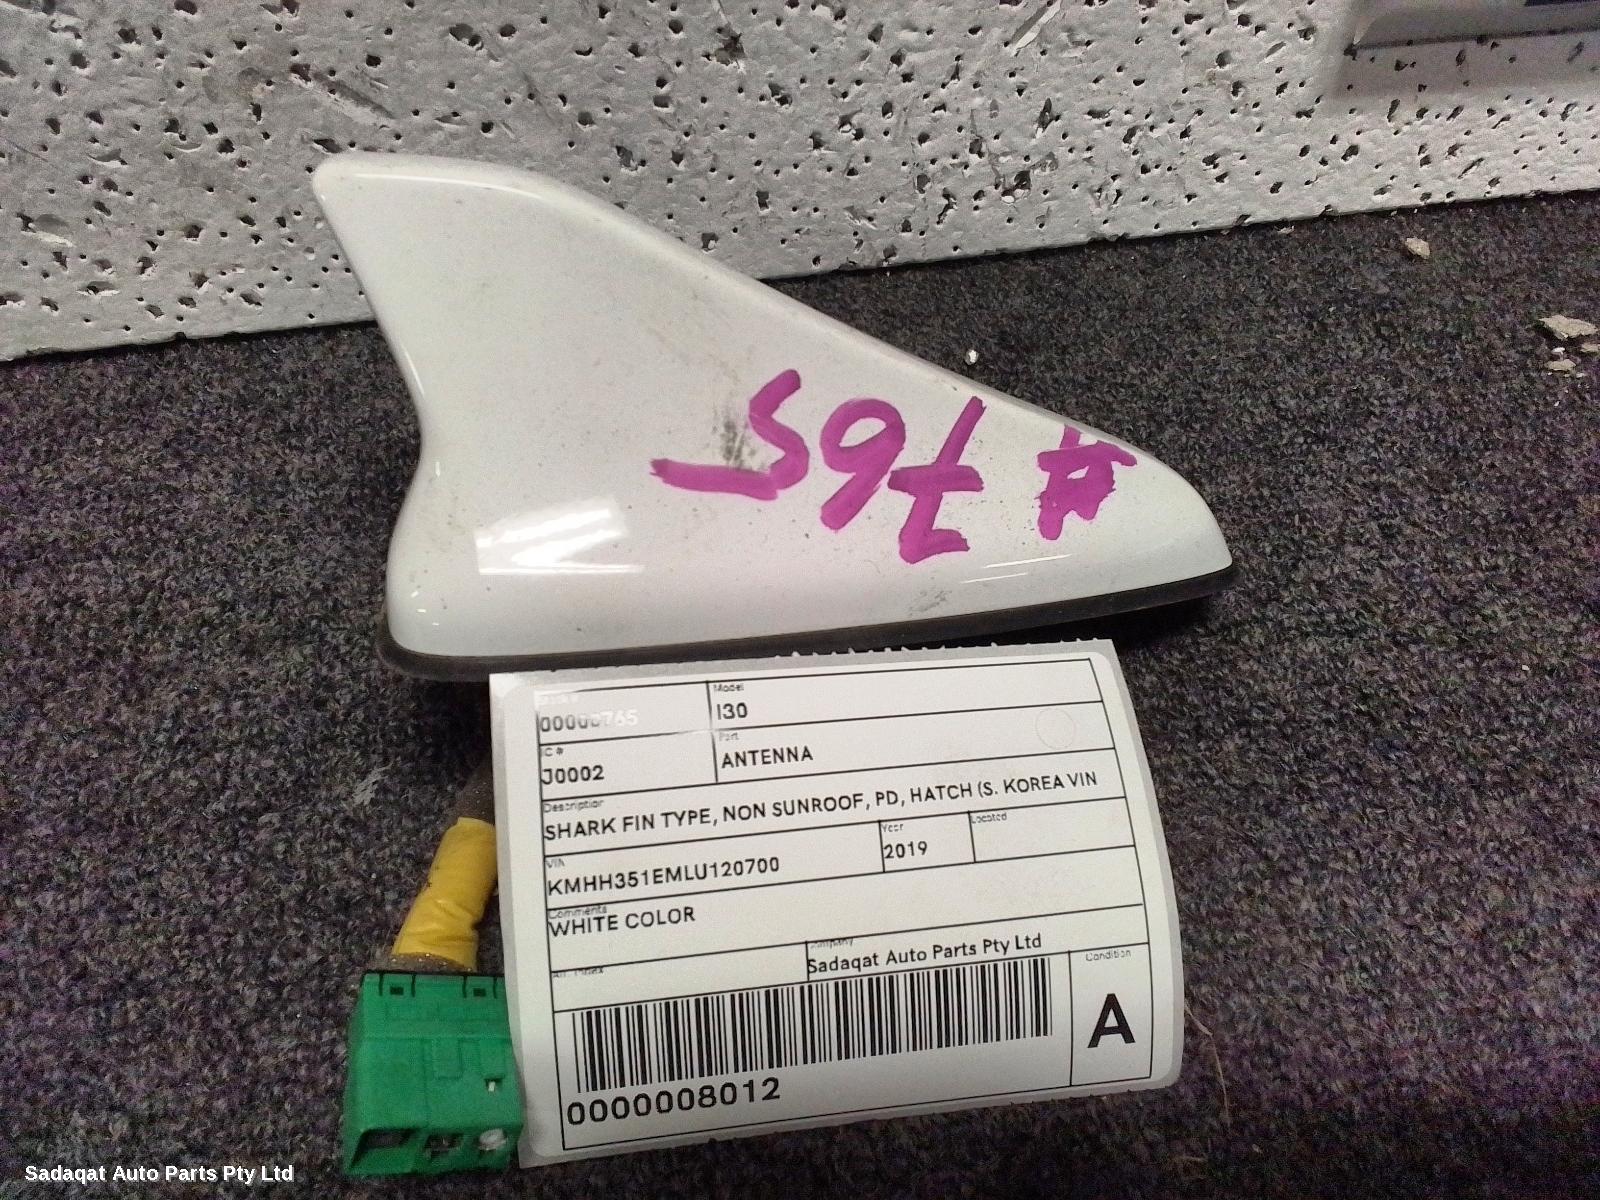 # 765
Stock #
00000765
Model
I30
IC #
J0002
Part
ANTENNA
Description
SHARK FIN TYPE, NON SUNROOF, PD, HATCH (S. KOREA VIN
VIN
KMHH351EMLU120700
Year
2019
Located
Comments
WHITE COLOR
Company
Sadaqat Auto Parts Pty Ltd
Condition
A
0000008012
Sadaqat Auto Parts Pty Ltd